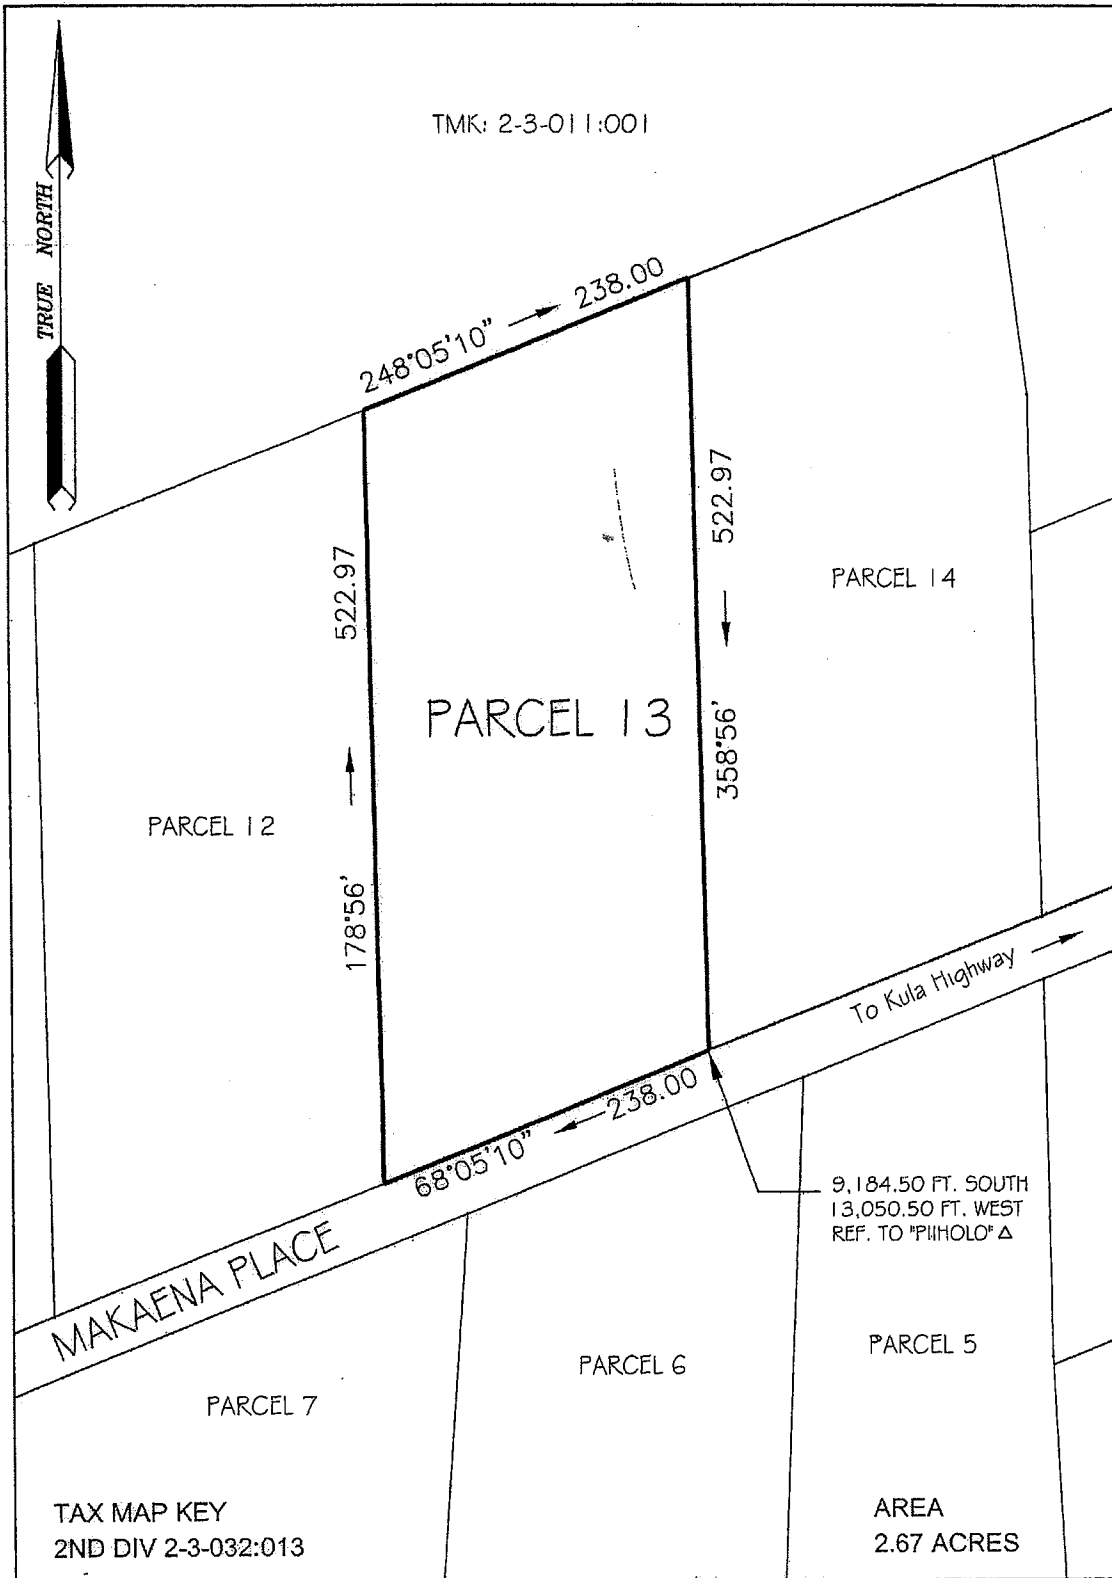 TMK: 2-3-011:001
TRUE NORTH
248°05'10" 238.00
522.97
522.97
PARCEL 14
PARCEL 13
358°56'
PARCEL 12
178°56'
To Kula Highway
238.00
68°05'10"
9,184.50 FT. SOUTH
13,050.50 FT. WEST
REF. TO "PIIHOLO" Δ
MAKAENA PLACE
PARCEL 5
PARCEL 6
PARCEL 7
TAX MAP KEY
2ND DIV 2-3-032:013
AREA
2.67 ACRES